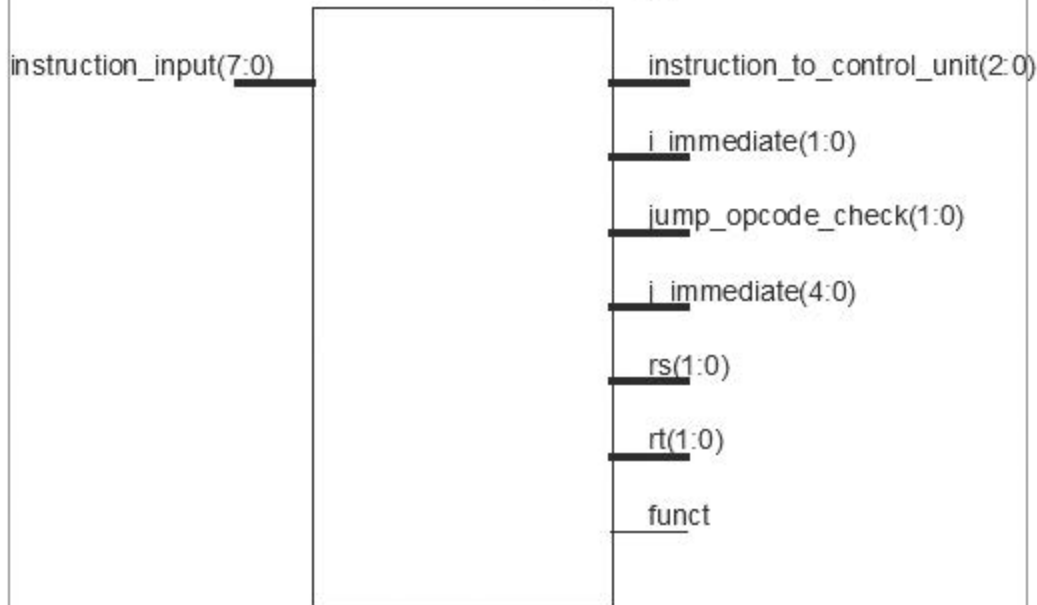 instruction_input(7:0)
instruction_to_control_unit(2:0)
i_immediate(1:0)
jump_opcode_check(1:0)
j_immediate(4:0)
rs(1:0)
rt(1:0)
funct